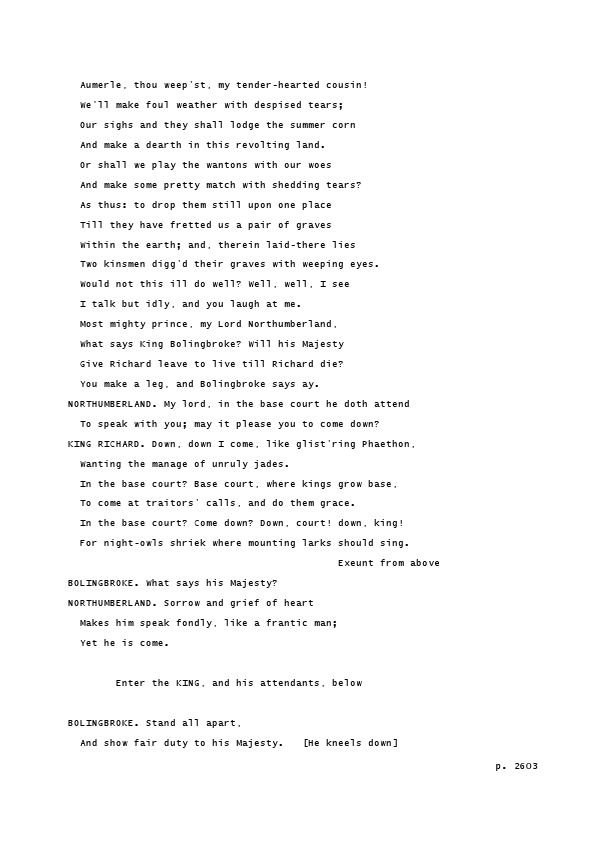 Aumerle, thou weep'st, my tender-hearted cousin!
We'll make foul weather with despised tears;
Our sighs and they shall lodge the summer corn
And make a dearth in this revolting land.
Or shall we play the wantons with our woes
And make some pretty match with shedding tears?
As thus: to drop them still upon one place
Till they have fretted us a pair of graves
Within the earth; and, therein laid-there lies
Two kinsmen digg'd their graves with weeping eyes.
Would not this ill do well? Well, well, I see
I talk but idly, and you laugh at me.
Most mighty prince, my Lord Northumberland,
What says King Bolingbroke? Will his Majesty
Give Richard leave to live till Richard die?
You make a leg, and Bolingbroke says ay.
NORTHUMBERLAND. My lord, in the base court he doth attend
To speak with you; may it please you to come down?
KING RICHARD. Down, down I come, like glist'ring Phaethon,
Wanting the manage of unruly jades.
In the base court? Base court, where kings grow base,
To come at traitors' calls, and do them grace.
In the base court? Come down? Down, court! down, king!
For night-owls shriek where mounting larks should sing.
Exeunt from above
BOLINGBROKE. What says his Majesty?
NORTHUMBERLAND. Sorrow and grief of heart
Makes him speak fondly, like a frantic man;
Yet he is come.
Enter the KING, and his attendants, below
BOLINGBROKE. Stand all apart,
And show fair duty to his Majesty. [He kneels down]
p. 2603